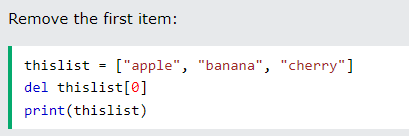 Remove the first item:
thislist = ["apple", "banana", "cherry"]
del thislist[0]
print(thislist)